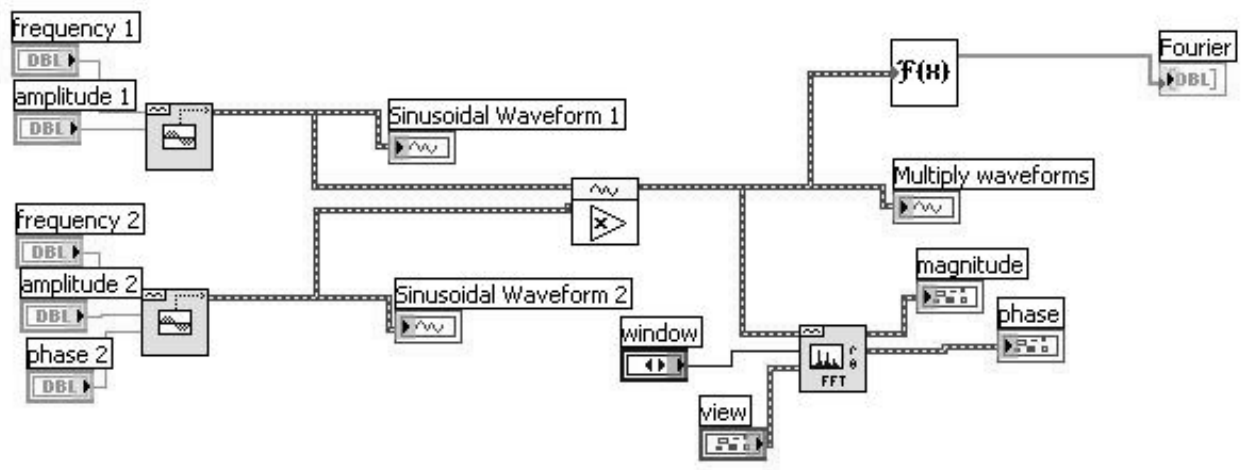 frequency 1
DBL
amplitude 1
DBL
Sinusoidal Waveform 1
F(x)
Fourier
[DBL]
Multiply waveforms
frequency 2
DBL
amplitude 2
DBL
phase 2
DBL
Sinusoidal Waveform 2
x
magnitude
phase
window
r
θ
FFT
view